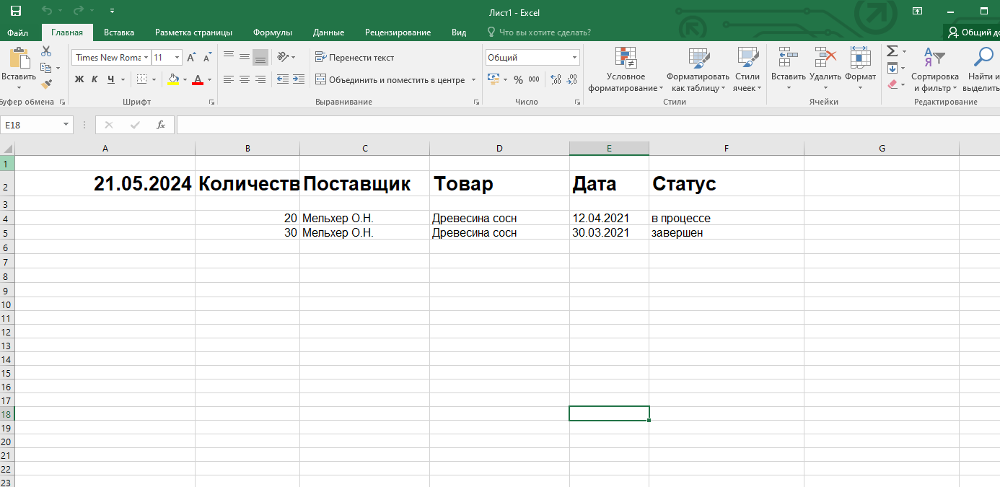 Лист1 - Excel
Файл Главная Вставка Разметка страницы Формулы Данные Рецензирование Вид Что вы хотите сделать? Общий до
Вставить
Буфер обмена
Times New Roma 11
Ж К Ч
А
Шрифт
Перенести текст
Объединить и поместить в центре
Выравнивание
Общий
% 000
Число
Условное форматирование
Форматировать как таблицу
Стили ячеек
Стили
Вставить Удалить Формат
Ячейки
Сортировка и фильтр
Найти и выделить
Редактирование
E18 fx
A B C D E F G
1
2 21.05.2024 Количеств Поставщик Товар Дата Статус
3
4 20 Мельхер О.Н. Древесина сосн 12.04.2021 в процессе
5 30 Мельхер О.Н. Древесина сосн 30.03.2021 завершен
6
7
8
9
10
11
12
13
14
15
16
17
18
19
20
21
22
23